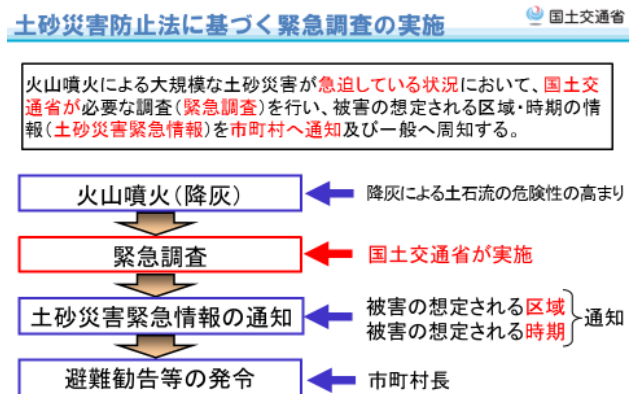 土砂災害防止法に基づく緊急調査の実施
国土交通省
火山噴火による大規模な土砂災害が急迫している状況において、国土交
通省が必要な調査(緊急調査)を行い、被害の想定される区域・時期の情
報(土砂災害緊急情報)を市町村へ通知及び一般へ周知する。
火山噴火(降灰)
降灰による土石流の危険性の高まり
緊急調査
国土交通省が実施
土砂災害緊急情報の通知
被害の想定される区域
被害の想定される時期
通知
避難勧告等の発令
市町村長